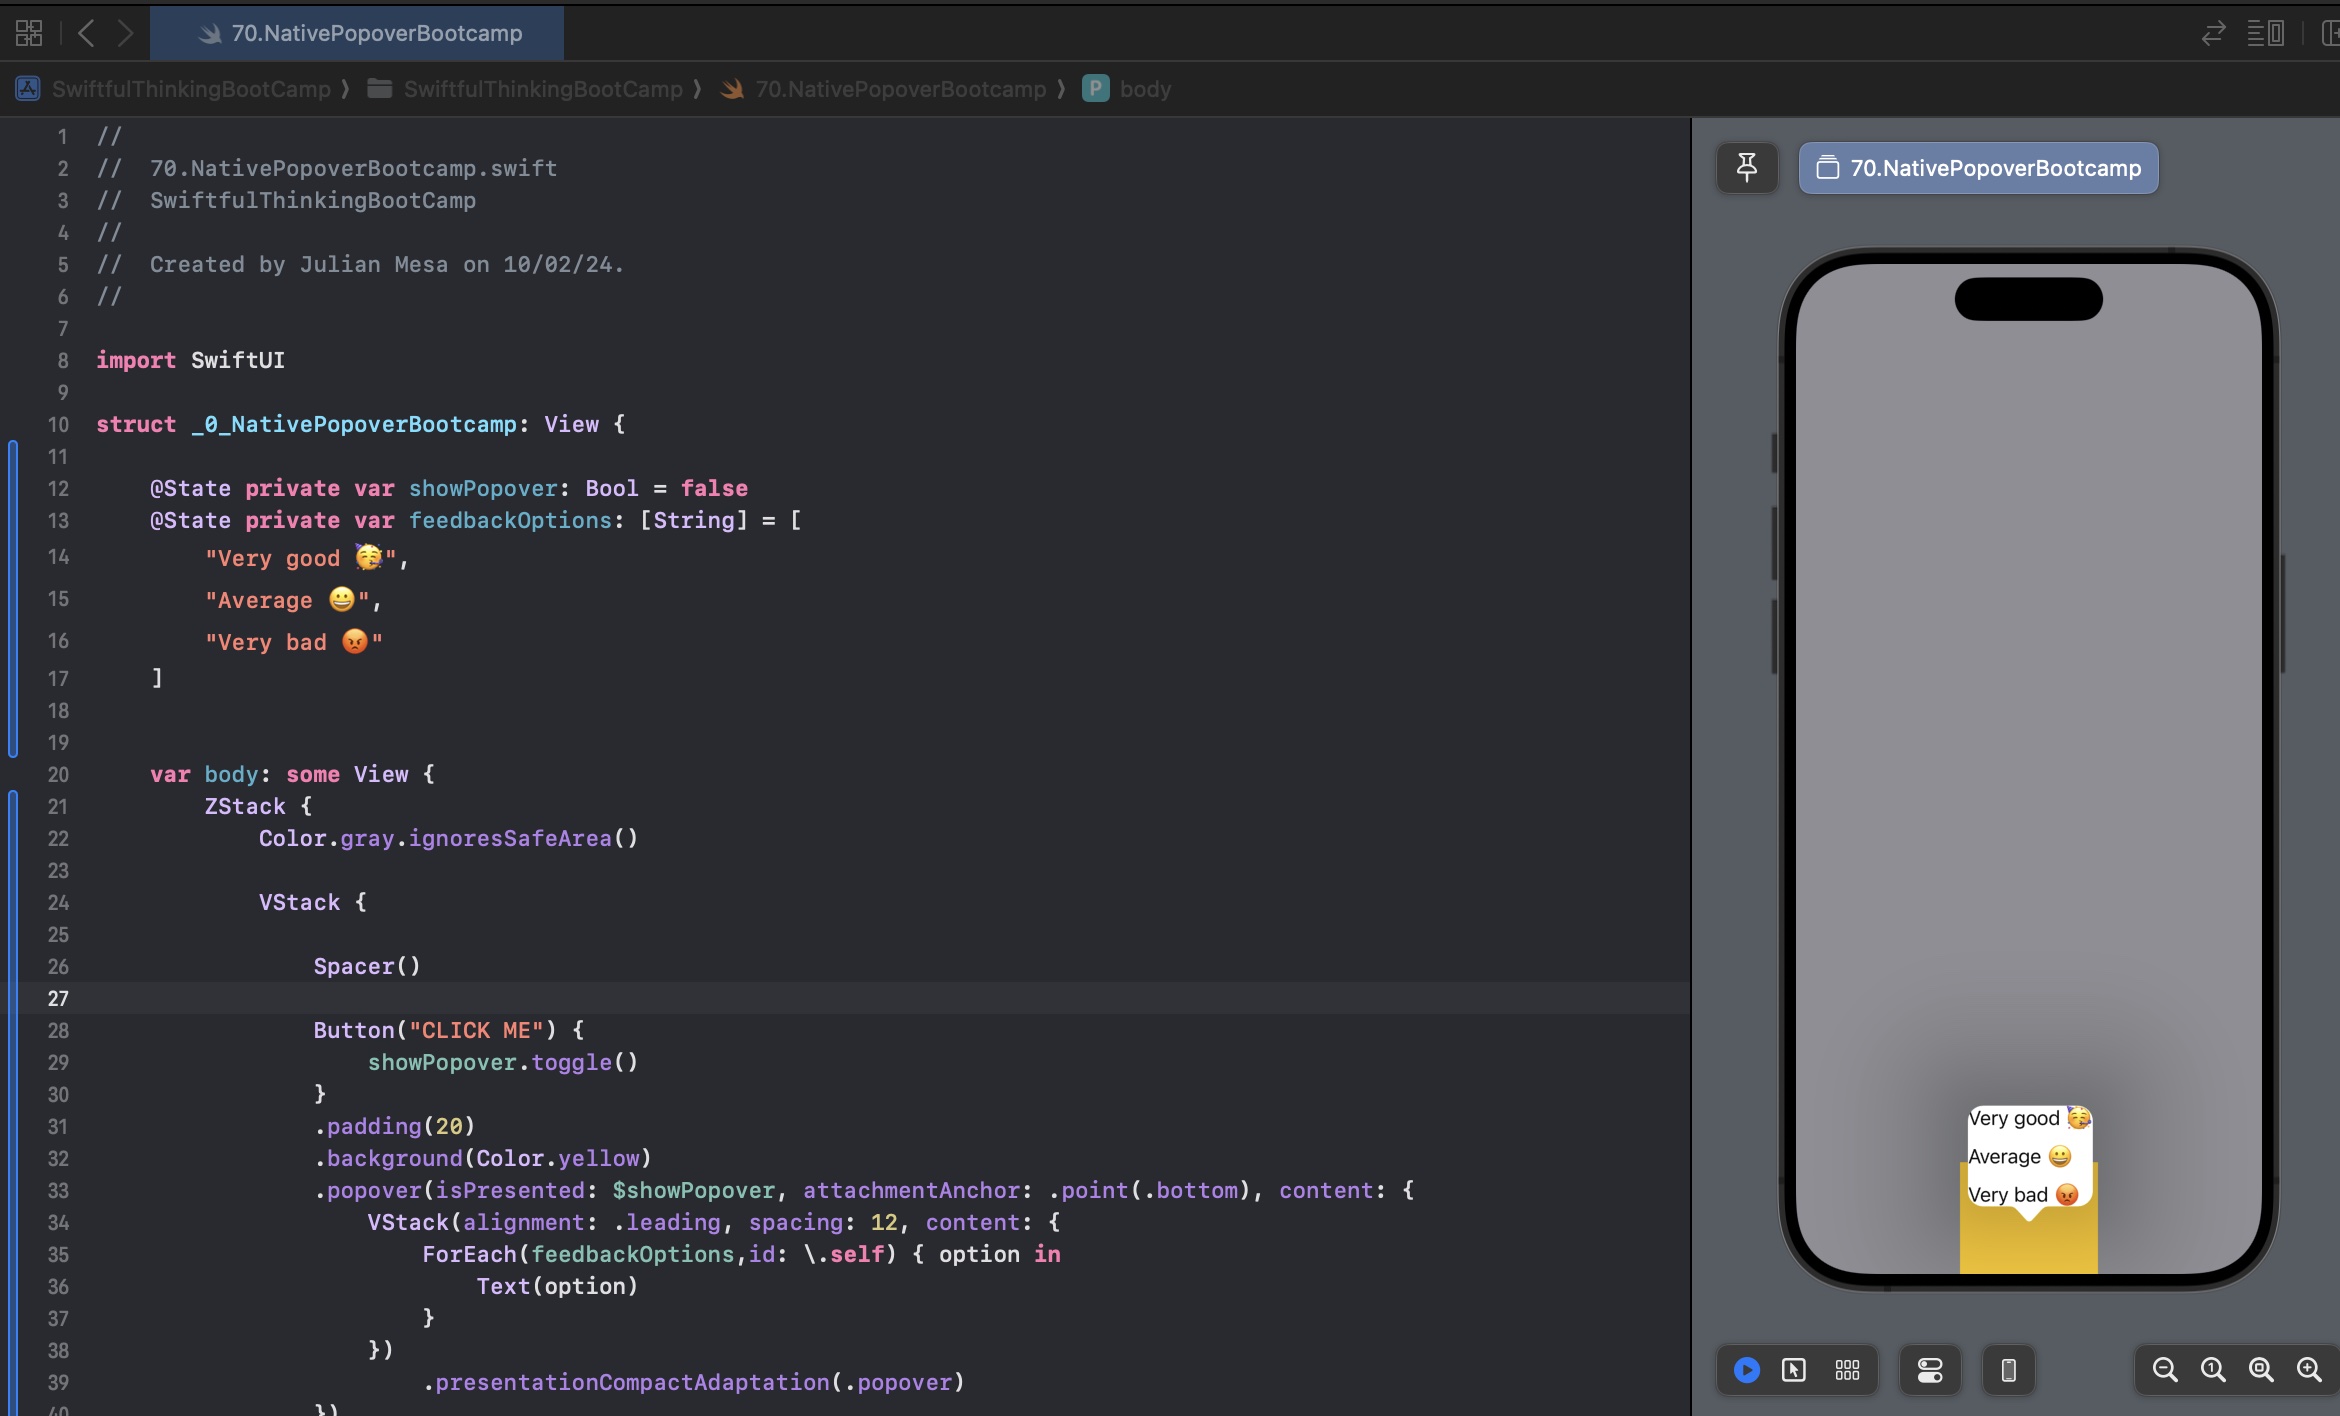 70.NativePopoverBootcamp
SwiftfulThinkingBootCamp ⟩ SwiftfulThinkingBootCamp ⟩ 70.NativePopoverBootcamp ⟩ P body
1 //
2 //  70.NativePopoverBootcamp.swift
3 //  SwiftfulThinkingBootCamp
4 //
5 //  Created by Julian Mesa on 10/02/24.
6 //
7
8 import SwiftUI
9
10 struct _0_NativePopoverBootcamp: View {
11
12     @State private var showPopover: Bool = false
13     @State private var feedbackOptions: [String] = [
14         "Very good 🥳",
15         "Average 😀",
16         "Very bad 😡"
17     ]
18
19
20     var body: some View {
21         ZStack {
22             Color.gray.ignoresSafeArea()
23
24             VStack {
25
26                 Spacer()
27
28                 Button("CLICK ME") {
29                     showPopover.toggle()
30                 }
31                 .padding(20)
32                 .background(Color.yellow)
33                 .popover(isPresented: $showPopover, attachmentAnchor: .point(.bottom), content: {
34                     VStack(alignment: .leading, spacing: 12, content: {
35                         ForEach(feedbackOptions,id: \.self) { option in
36                             Text(option)
37                         }
38                     })
39                         .presentationCompactAdaptation(.popover)
40                 })
70.NativePopoverBootcamp
Very good 🥳
Average 😀
Very bad 😡